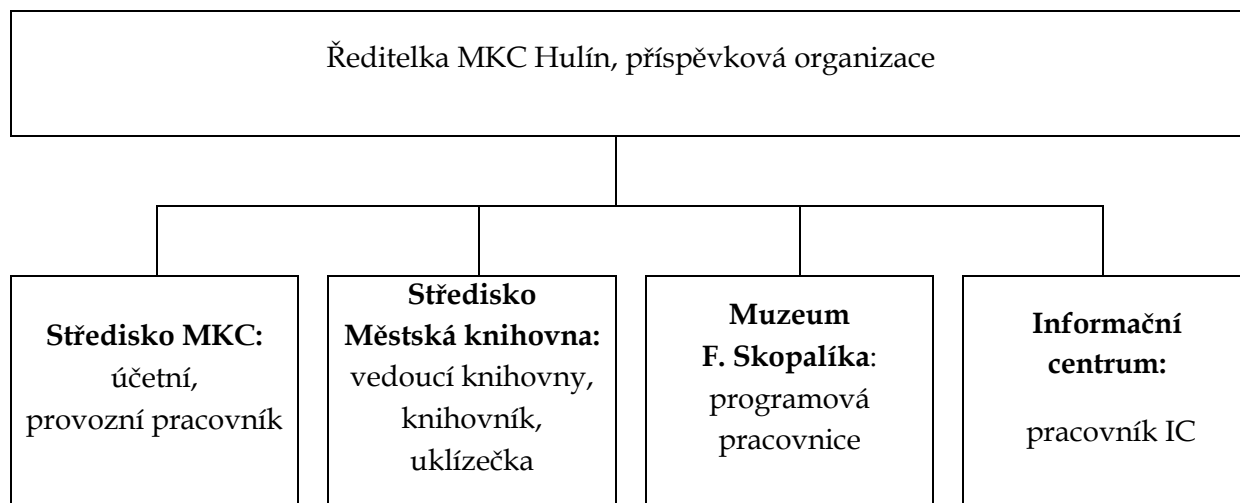 Ředitelka MKC Hulín, příspěvková organizace
Středisko MKC:
účetní,
provozní pracovník
Středisko
Městská knihovna:
vedoucí knihovny,
knihovník,
uklízečka
Muzeum
F. Skopalíka:
programová
pracovnice
Informační
centrum:
pracovník IC